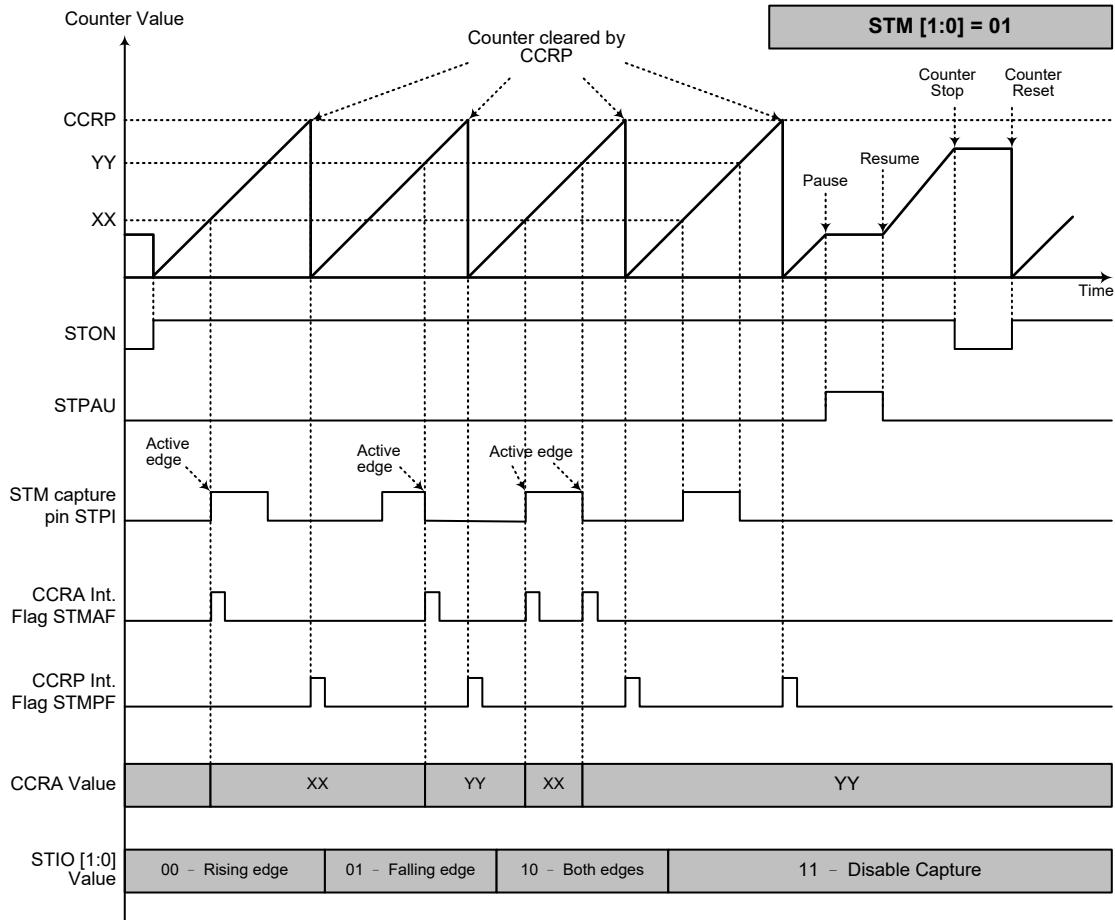 Counter Value
STM [1:0] = 01
Counter cleared by
CCRP
Counter
Stop
Counter
Reset
CCRP
YY
XX
Pause
Resume
Time
STON
STPAU
Active
edge
Active
edge
Active edge
STM capture
pin STPI
CCRA Int.
Flag STMAF
CCRP Int.
Flag STMPF
CCRA Value
XX
YY
XX
YY
STIO [1:0]
Value
00 – Rising edge
01 – Falling edge
10 – Both edges
11 – Disable Capture